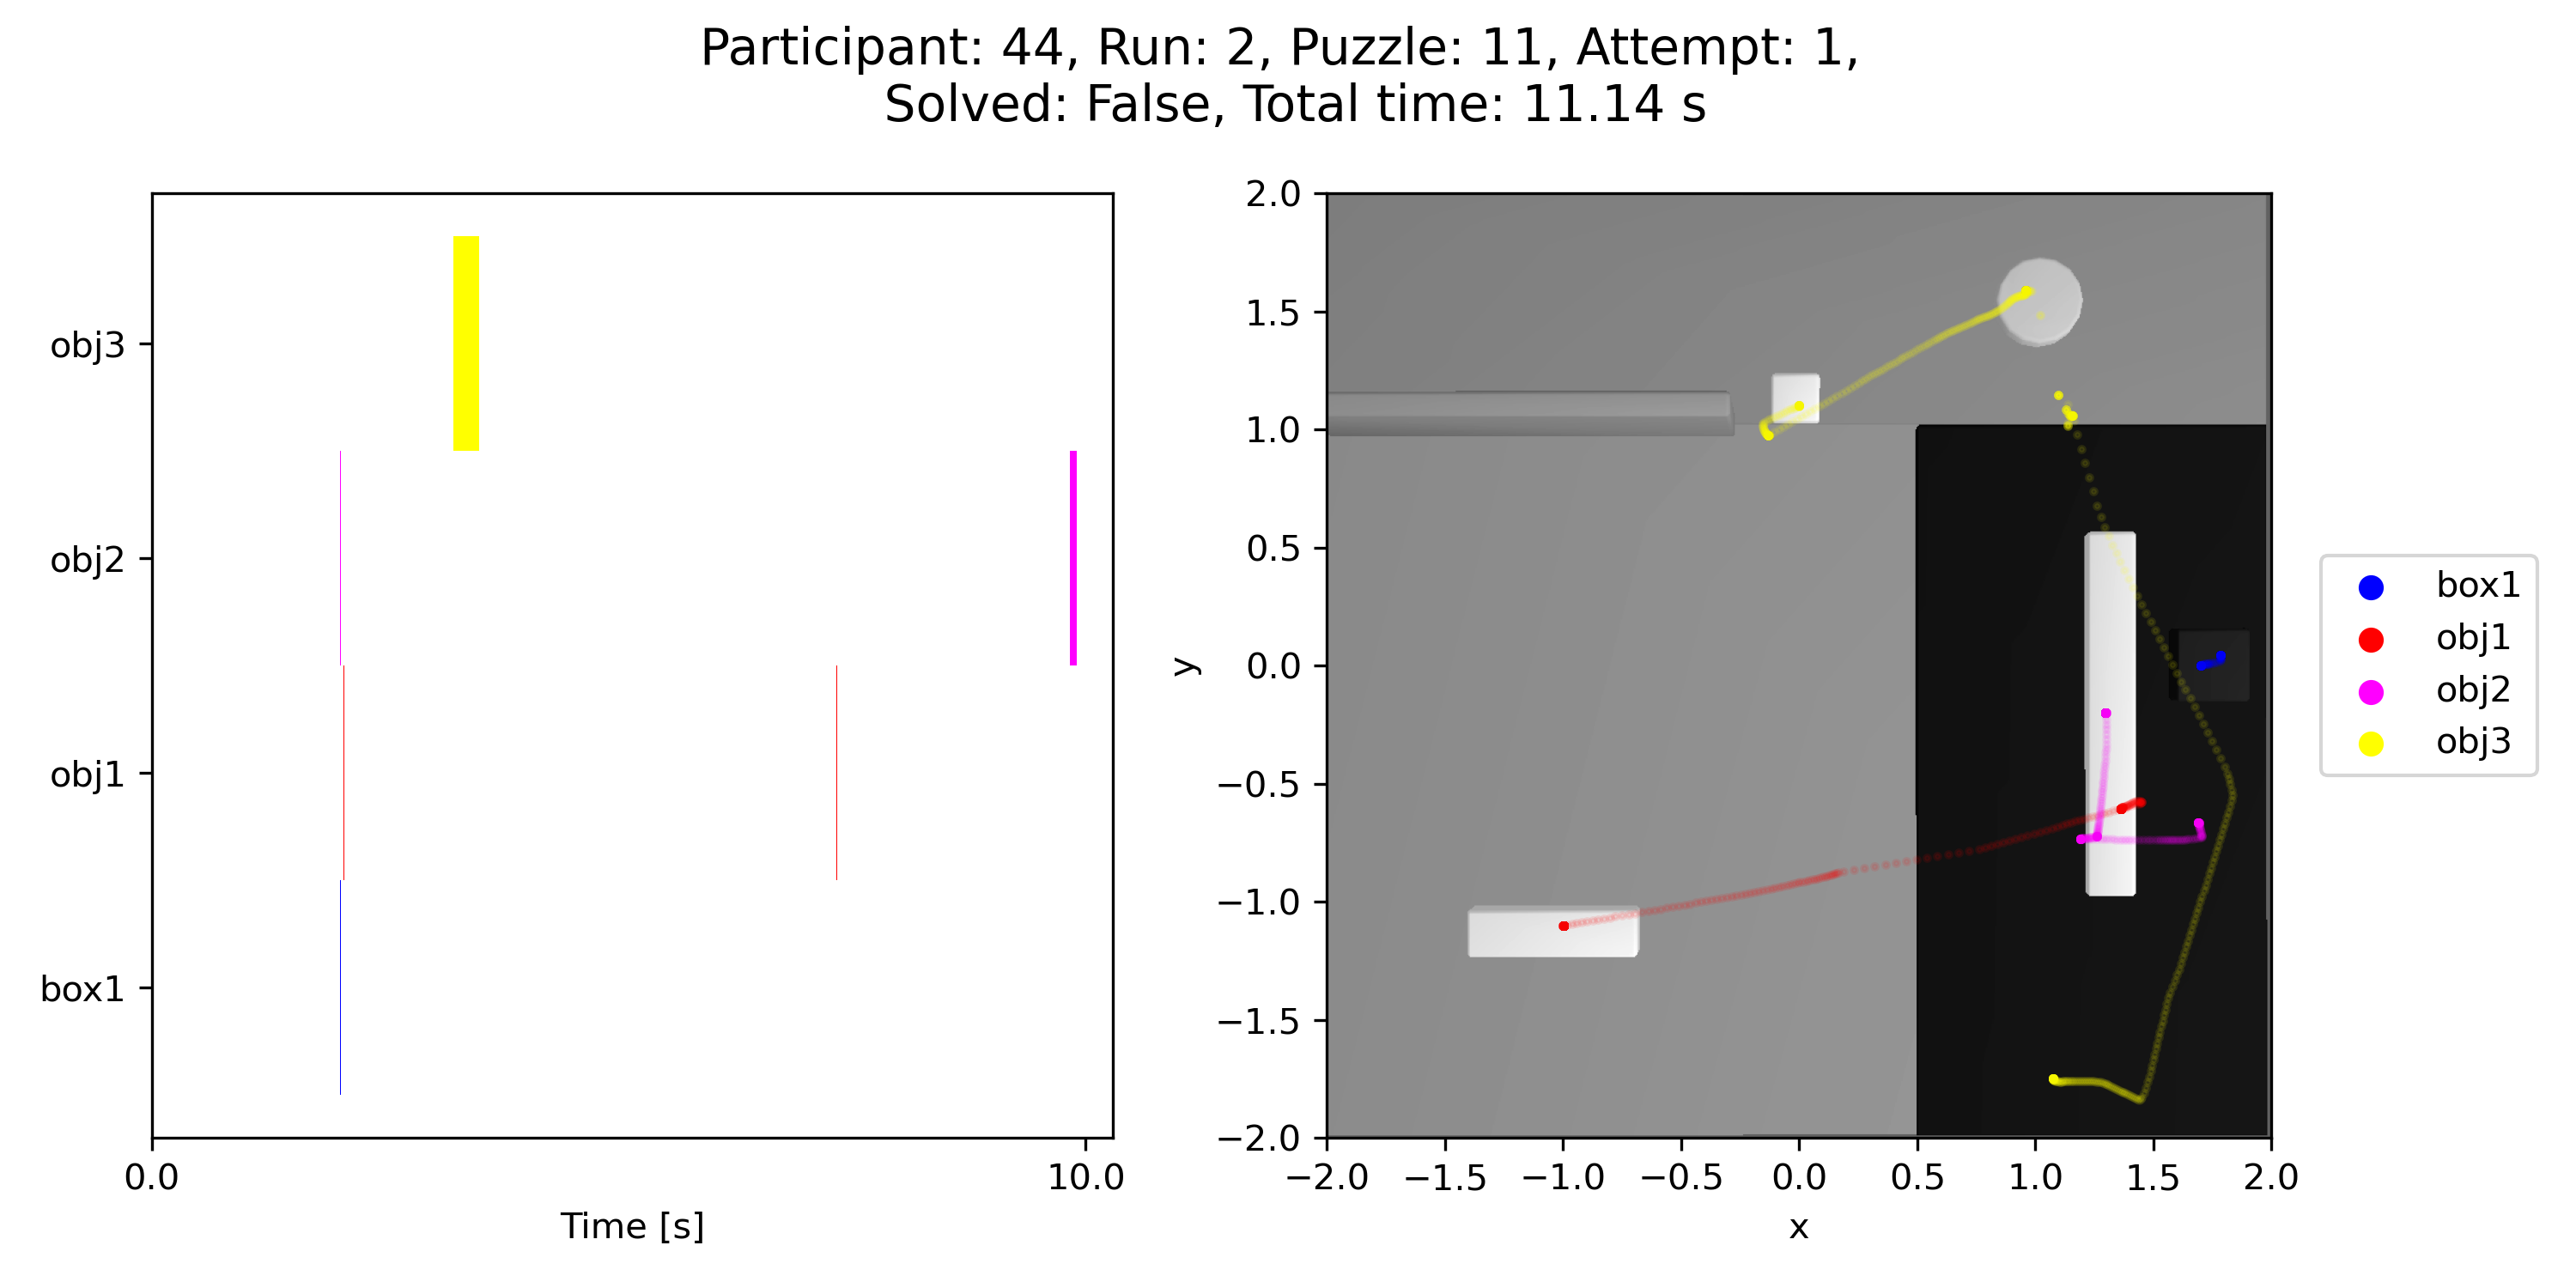 Participant: 44, Run: 2, Puzzle: 11, Attempt: 1,
Solved: False, Total time: 11.14 s
obj3
obj2
obj1
box1
0.0
10.0
Time [s]
2.0
1.5
1.0
0.5
0.0
−0.5
−1.0
−1.5
−2.0
y
−2.0
−1.5
−1.0
−0.5
0.0
0.5
1.0
1.5
2.0
x
box1
obj1
obj2
obj3